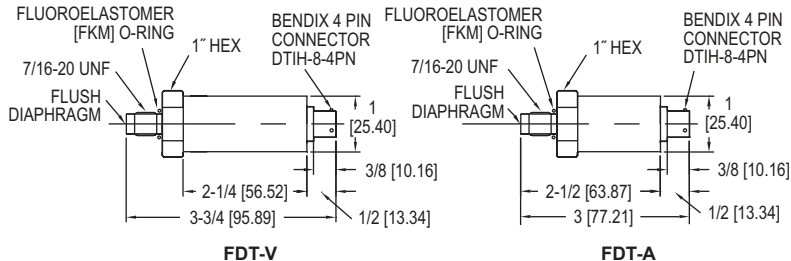 FLUOROELASTOMER
[FKM] O-RING
1˝ HEX
BENDIX 4 PIN
CONNECTOR
DTIH-8-4PN
7/16-20 UNF
FLUSH
DIAPHRAGM
1
[25.40]
3/8 [10.16]
2-1/4 [56.52]
3-3/4 [95.89]
1/2 [13.34]
FDT-V
FLUOROELASTOMER
[FKM] O-RING
1˝ HEX
BENDIX 4 PIN
CONNECTOR
DTIH-8-4PN
7/16-20 UNF
FLUSH
DIAPHRAGM
1
[25.40]
3/8 [10.16]
2-1/2 [63.87]
3 [77.21]
1/2 [13.34]
FDT-A